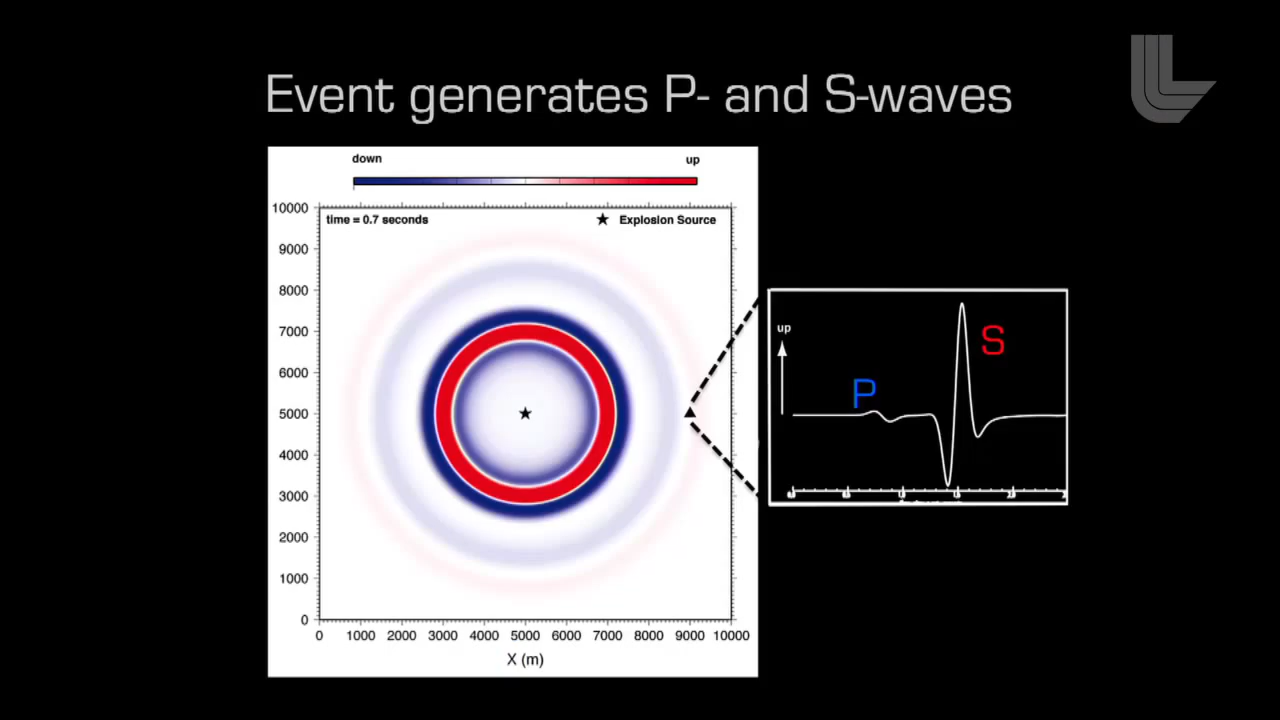 Event generates P- and S-waves
down up
time = 0.7 seconds
Explosion Source
10000
9000
8000
7000
6000
5000
4000
3000
2000
1000
0
0 1000 2000 3000 4000 5000 6000 7000 8000 9000 10000
X (m)
up
P
S